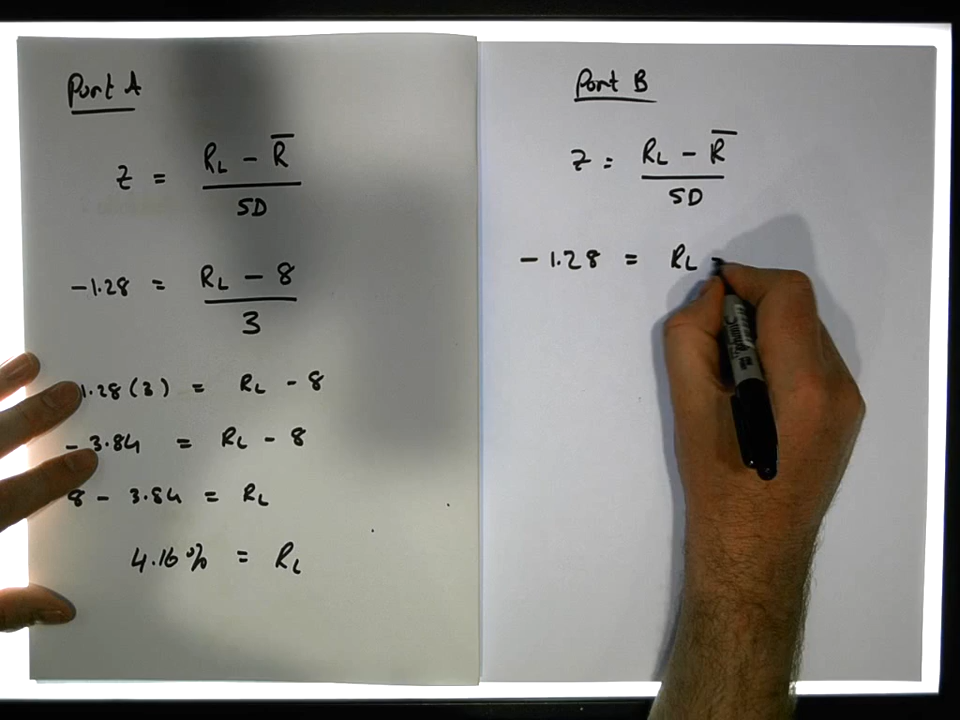 Port A
Z = (R_L - R̅) / SD
-1.28 = (R_L - 8) / 3
1.28(3) = R_L - 8
-3.84 = R_L - 8
8 - 3.84 = R_L
4.16% = R_L
Port B
Z = (R_L - R̅) / SD
-1.28 = R_L -